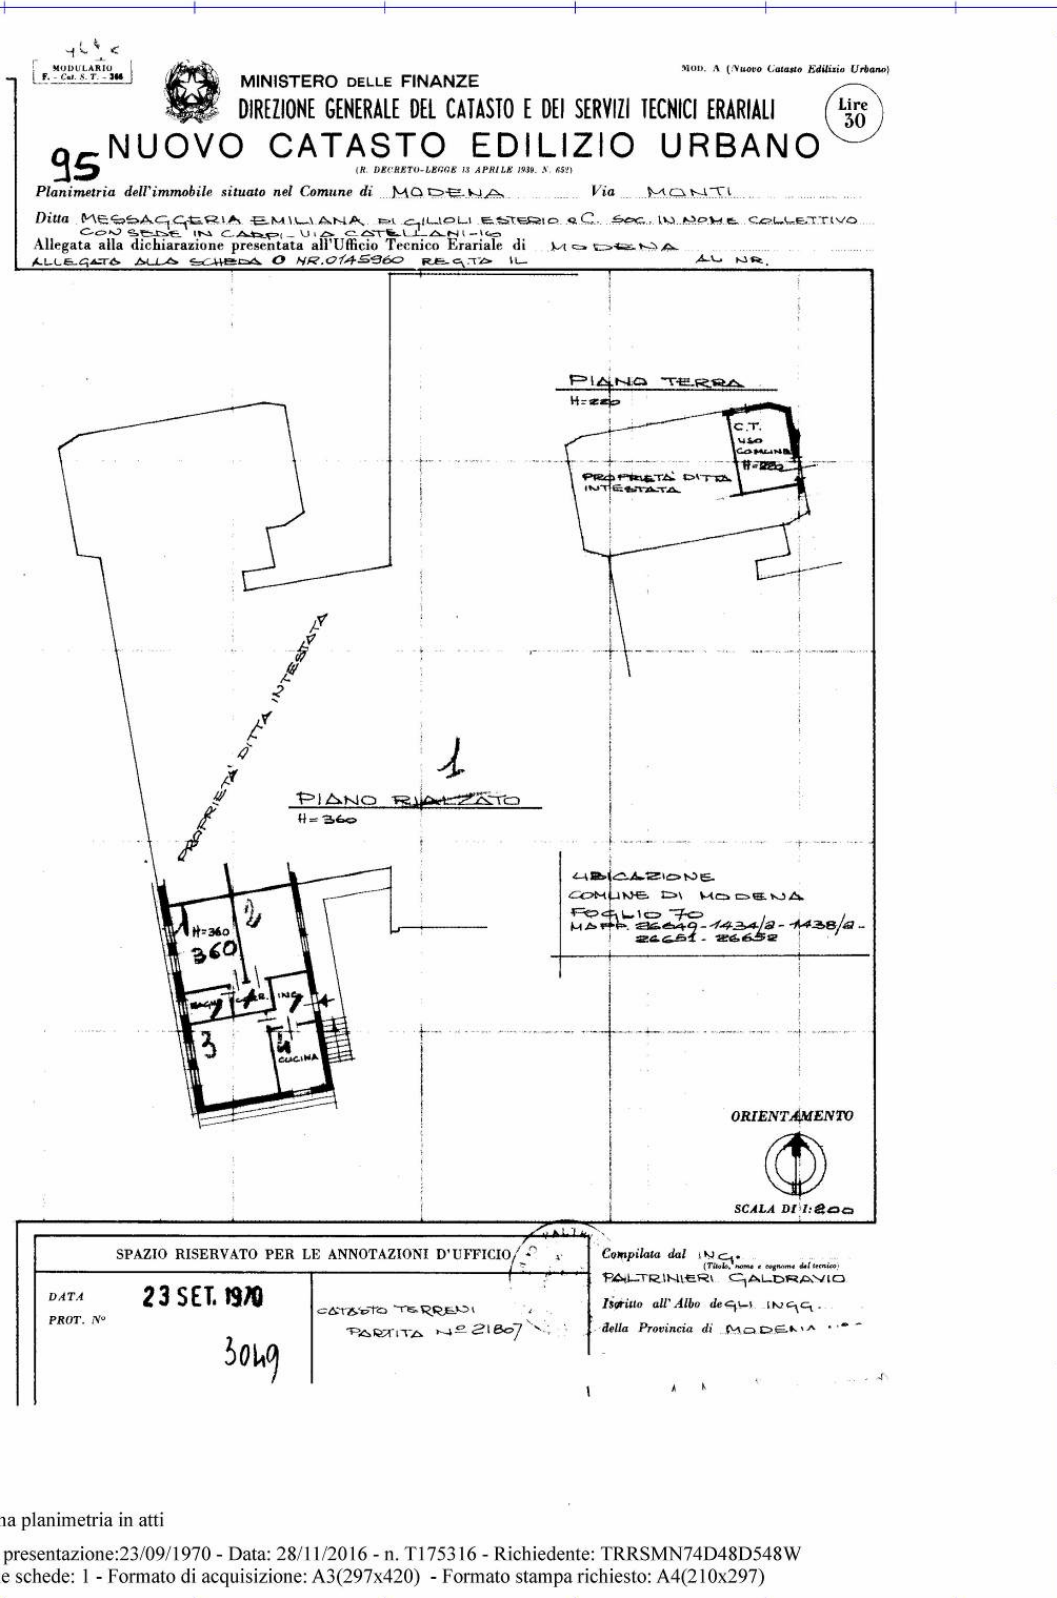 MODULARIO
F. - Cat. S. T. - 366
MOD. A (Nuovo Catasto Edilizio Urbano)
MINISTERO DELLE FINANZE
DIREZIONE GENERALE DEL CATASTO E DEI SERVIZI TECNICI ERARIALI
Lire
30
95
NUOVO CATASTO EDILIZIO URBANO
(R. DECRETO-LEGGE 13 APRILE 1939. N. 652)
Planimetria dell'immobile situato nel Comune di MODENA Via MONTI
Ditta MESSAGGERIA EMILIANA DI GILIOLI ESTERIO & C. SOC. IN NOME COLLETTIVO
CON SEDE IN CARPI - VIA CATELLANI - 10
Allegata alla dichiarazione presentata all'Ufficio Tecnico Erariale di MODENA
ALLEGATA ALLA SCHEDA O NR. 0145960 REG.TA IL AL NR.
PIANO TERRA
H=220
C.T.
USO
COMUNE
H=220
PROPRIETA' DITTA
INTESTATA
PROPRIETA' DITTA INTESTATA
1
PIANO RIALZATO
H=360
UBICAZIONE
COMUNE DI MODENA
FOGLIO 70
MAPP. 26649-1434/a-1438/a-
26651-26652
1
2
H=360
360
ING.
3
4
CUCINA
ORIENTAMENTO
SCALA DI 1:200
SPAZIO RISERVATO PER LE ANNOTAZIONI D'UFFICIO
DATA 23 SET. 1970
PROT. N°
3049
CATASTO TERRENI
PARTITA N° 21807
Compilata dal ING.
(Titolo, nome e cognome del tecnico)
PALTRINIERI GALDRAVIO
Iscritto all'Albo deGLI INGG.
della Provincia di MODENA
na planimetria in atti
presentazione:23/09/1970 - Data: 28/11/2016 - n. T175316 - Richiedente: TRRSMN74D48D548W
e schede: 1 - Formato di acquisizione: A3(297x420) - Formato stampa richiesto: A4(210x297)